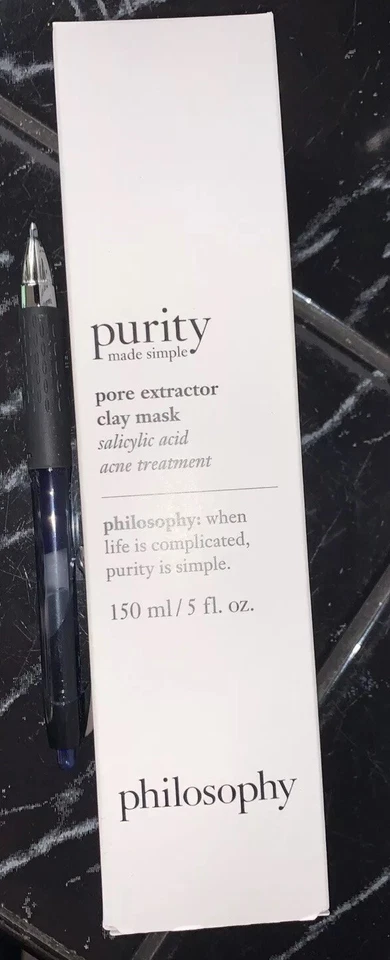 purity
made simple
pore extractor
clay mask
salicylic acid
acne treatment
philosophy: when
life is complicated,
purity is simple.
150 ml / 5 fl. oz.
philosophy